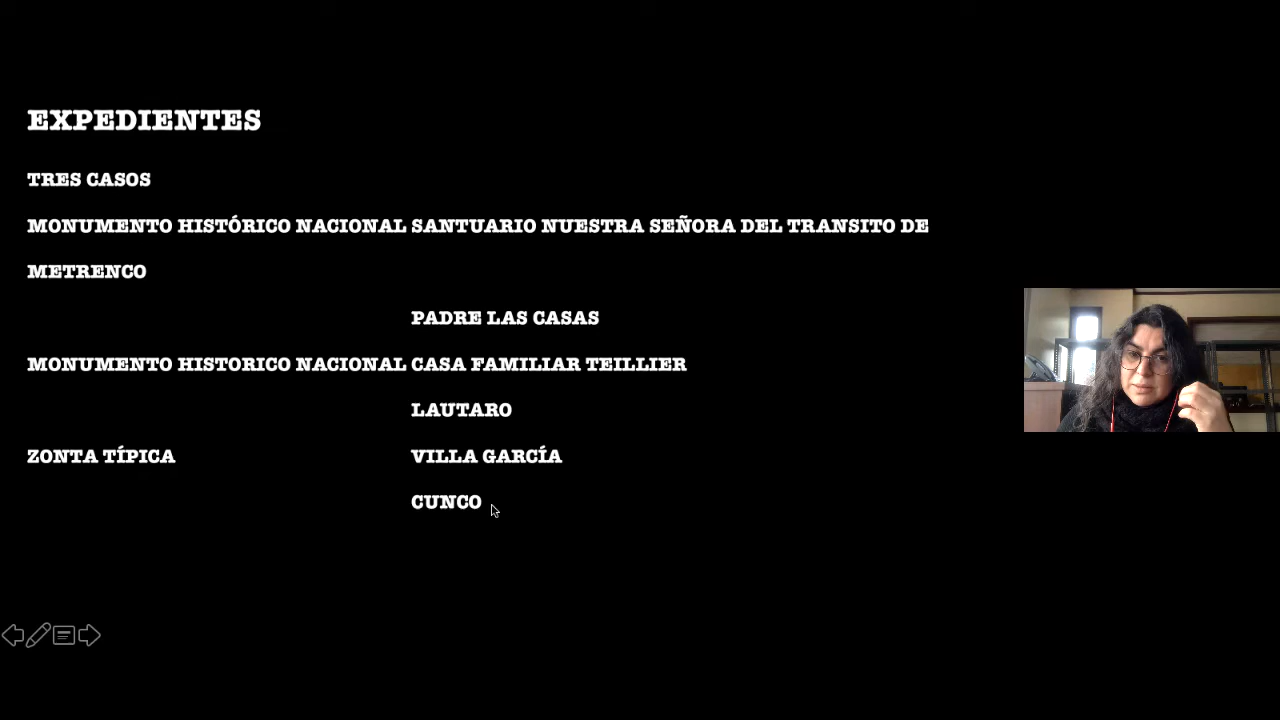 EXPEDIENTES
TRES CASOS
MONUMENTO HISTÓRICO NACIONAL SANTUARIO NUESTRA SEÑORA DEL TRANSITO DE
METRENCO
PADRE LAS CASAS
MONUMENTO HISTORICO NACIONAL CASA FAMILIAR TEILLIER
LAUTARO
ZONTA TÍPICA VILLA GARCÍA
CUNCO